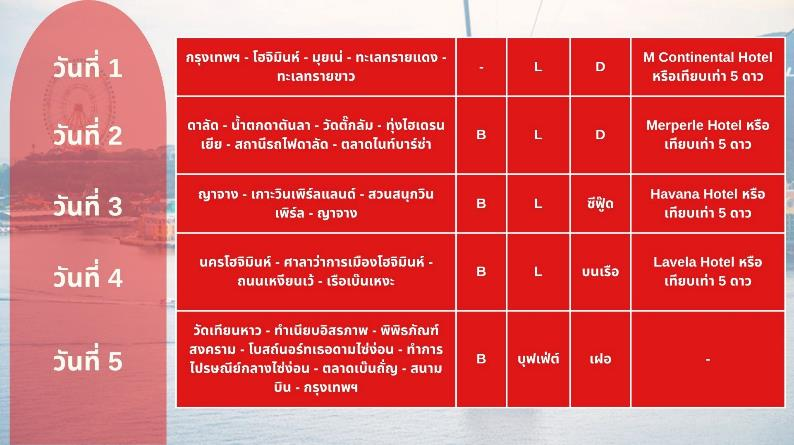 วันที่ 1
กรุงเทพฯ - โฮจิมินห์ - มุยเน่ - ทะเลทรายแดง -
ทะเลทรายขาว
-
L
D
M Continental Hotel
หรือเทียบเท่า 5 ดาว
วันที่ 2
ดาลัด - น้ำตกดาตันลา - วัดตั๊กลัม - ทุ่งไฮเดรน
เยีย - สถานีรถไฟดาลัด - ตลาดไนท์บาร์ซ่า
B
L
D
Merperle Hotel หรือ
เทียบเท่า 5 ดาว
วันที่ 3
ญาจาง - เกาะวินเพิร์ลแลนด์ - สวนสนุกวิน
เพิร์ล - ญาจาง
B
L
ซีฟู๊ด
Havana Hotel หรือ
เทียบเท่า 5 ดาว
วันที่ 4
นครโฮจิมินห์ - ศาลาว่าการเมืองโฮจิมินห์ -
ถนนเหงียนเว้ - เรือเบ๊นเหงะ
B
L
บนเรือ
Lavela Hotel หรือ
เทียบเท่า 5 ดาว
วันที่ 5
วัดเทียนหาว - ทำเนียบอิสรภาพ - พิพิธภัณฑ์
สงคราม - โบสถ์นอร์ทเธอดามไซ่ง่อน - ทำการ
ไปรษณีย์กลางไซ่ง่อน - ตลาดเบ๊นถั่ญ - สนาม
บิน - กรุงเทพฯ
B
บุฟเฟ่ต์
เฝอ
-